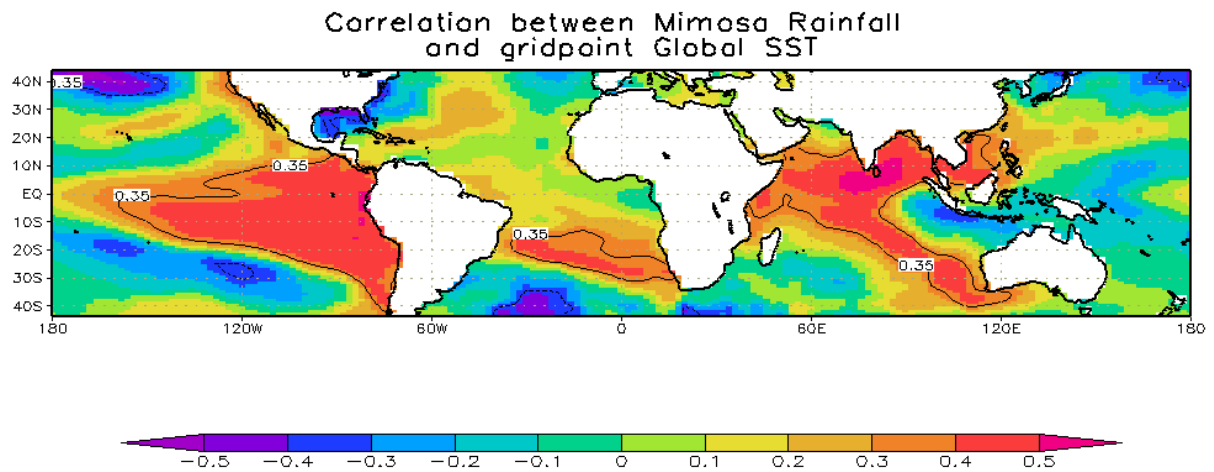 Correlation between Mimosa Rainfall
and gridpoint Global SST
40N
30N
20N
10N
EQ
10S
20S
30S
40S
0.35
0.35
0.35
0.35
0.35
180 120W 60W 0 60E 120E 180
-0.5 -0.4 -0.3 -0.2 -0.1 0 0.1 0.2 0.3 0.4 0.5